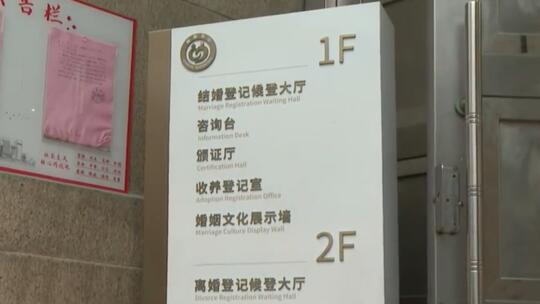 告栏
1F
结婚登记候登大厅
Marriage Registration Waiting Hall
咨询台
Information Desk
颁证厅
Certification Hall
收养登记室
Adoption Registration Office
婚姻文化展示墙
Marriage Culture Display Wall
2F
离婚登记候登大厅
Divorce Registration Waiting Hall